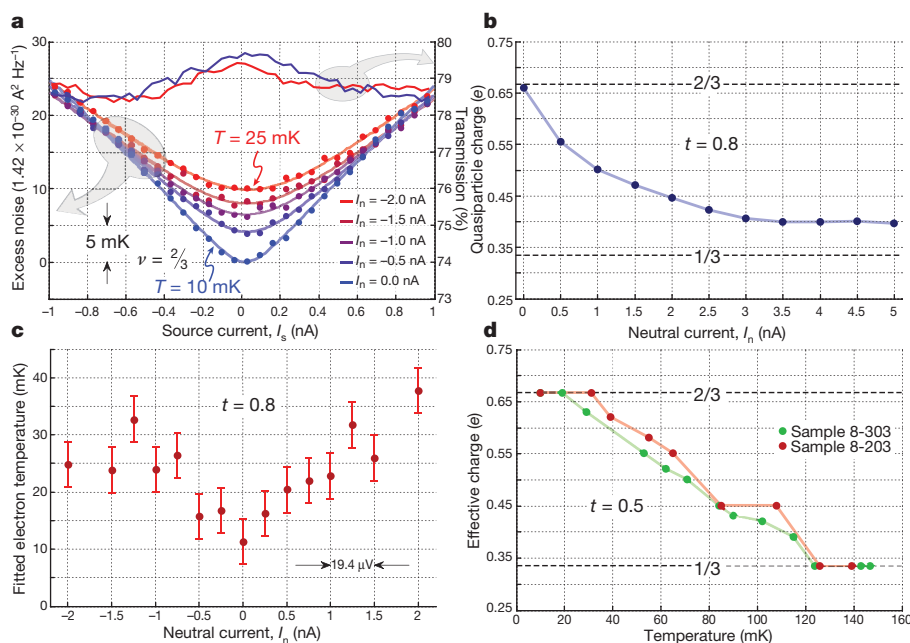 a
Excess noise (1.42 × 10⁻³⁰ A² Hz⁻¹)
30
20
10
0
80
79
78
77
76
75
74
73
Transmission (%)
T = 25 mK
5 mK
ν = 2/3
T = 10 mK
Iₙ = −2.0 nA
Iₙ = −1.5 nA
Iₙ = −1.0 nA
Iₙ = −0.5 nA
Iₙ = 0.0 nA
−1 −0.8 −0.6 −0.4 −0.2 0 0.2 0.4 0.6 0.8 1
Source current, Iₛ (nA)
b
Quasiparticle charge (e)
0.65
0.55
0.45
0.35
0.25
2/3
t = 0.8
1/3
0 0.5 1 1.5 2 2.5 3 3.5 4 4.5 5
Neutral current, Iₙ (nA)
c
Fitted electron temperature (mK)
40
30
20
10
0
t = 0.8
19.4 µV
−2 −1.5 −1 −0.5 0 0.5 1 1.5 2
Neutral current, Iₙ (nA)
d
Effective charge (e)
0.75
0.65
0.55
0.45
0.35
0.25
2/3
Sample 8-303
Sample 8-203
t = 0.5
1/3
0 20 40 60 80 100 120 140 160
Temperature (mK)